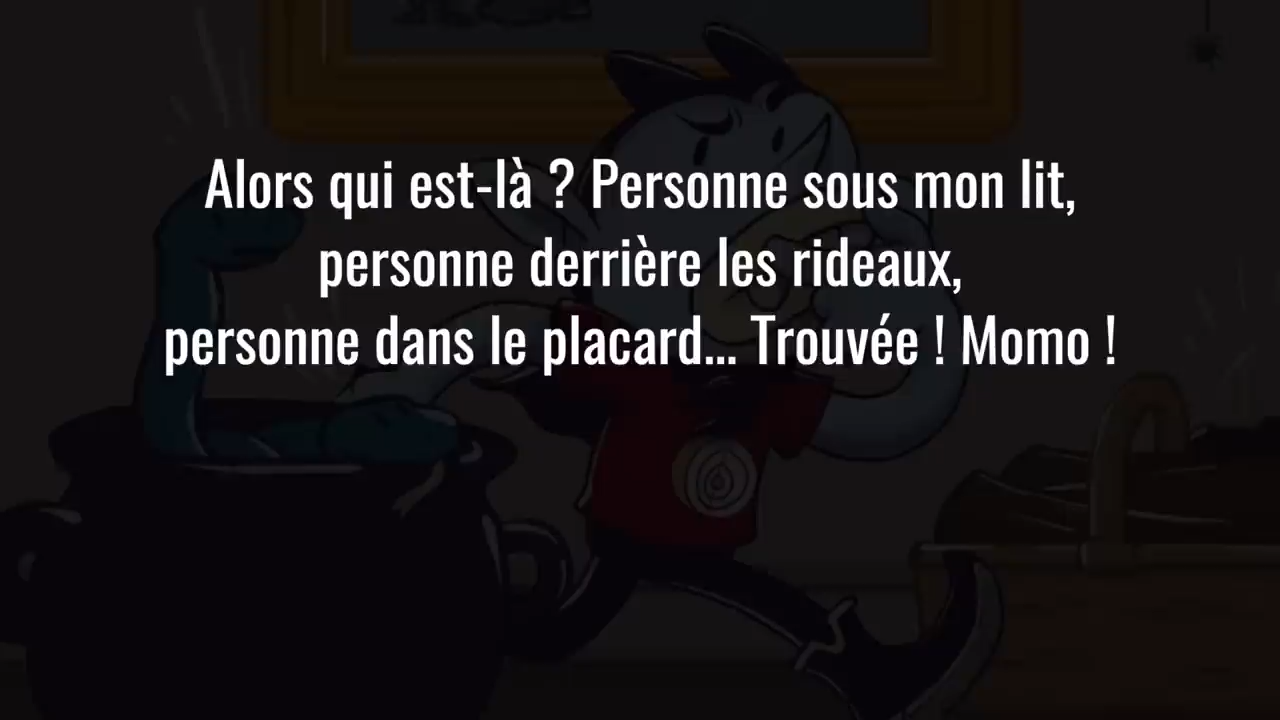 Alors qui est-là ? Personne sous mon lit,
personne derrière les rideaux,
personne dans le placard... Trouvée ! Momo !